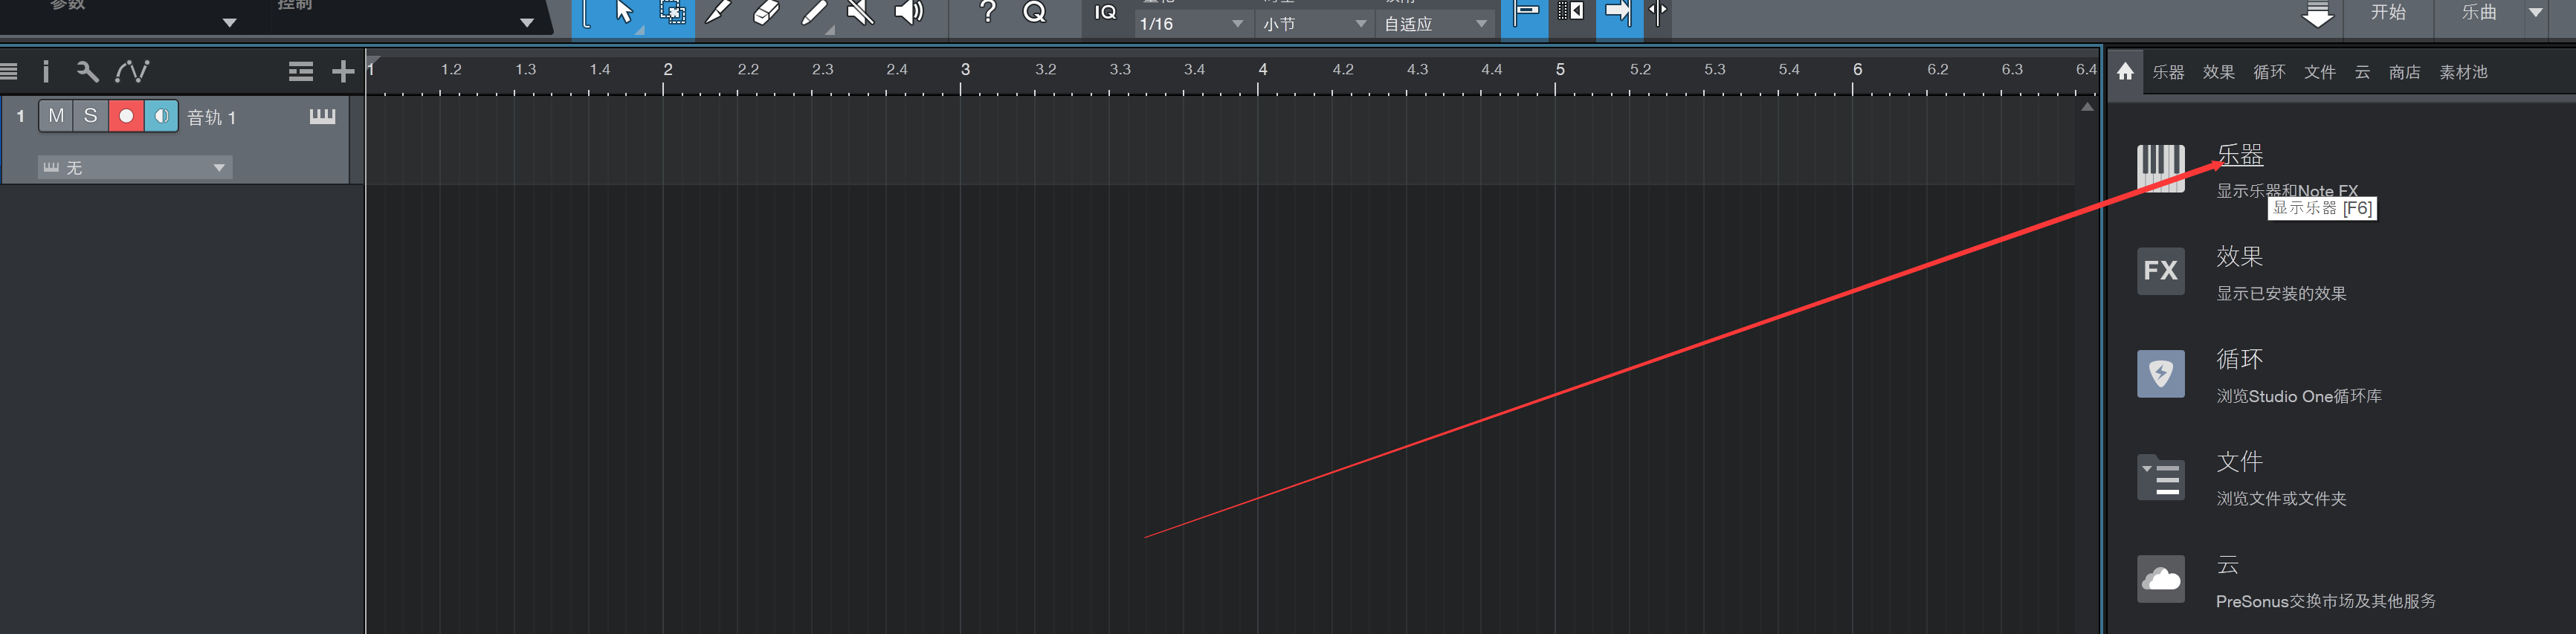 参数 控制
IQ 1/16 小节 自适应
开始 乐曲
1 1.2 1.3 1.4 2 2.2 2.3 2.4 3 3.2 3.3 3.4 4 4.2 4.3 4.4 5 5.2 5.3 5.4 6 6.2 6.3 6.4
乐器 效果 循环 文件 云 商店 素材池
1 M S 音轨 1
无
乐器
显示乐器和Note FX
显示乐器 [F6]
FX 效果
显示已安装的效果
循环
浏览Studio One循环库
文件
浏览文件或文件夹
云
PreSonus交换市场及其他服务